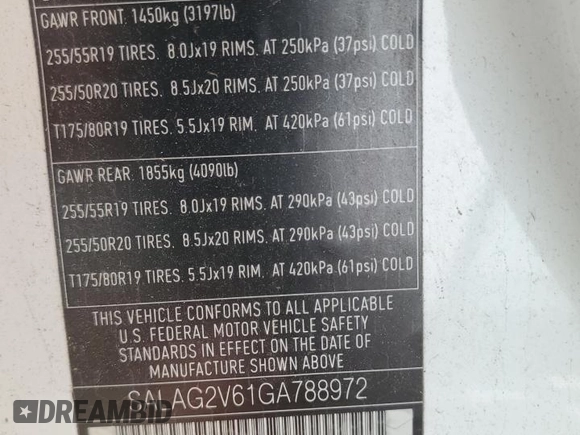 GAWR FRONT. 1450kg (3197lb)
255/55R19 TIRES. 8.0Jx19 RIMS. AT 250kPa (37psi) COLD
255/50R20 TIRES. 8.5Jx20 RIMS. AT 250kPa (37psi) COLD
T175/80R19 TIRES. 5.5Jx19 RIM. AT 420kPa (61psi) COLD
GAWR REAR. 1855kg (4090lb)
255/55R19 TIRES. 8.0Jx19 RIMS. AT 290kPa (43psi) COLD
255/50R20 TIRES. 8.5Jx20 RIMS. AT 290kPa (43psi) COLD
T175/80R19 TIRES. 5.5Jx19 RIM. AT 420kPa (61psi) COLD
THIS VEHICLE CONFORMS TO ALL APPLICABLE
U.S. FEDERAL MOTOR VEHICLE SAFETY
STANDARDS IN EFFECT ON THE DATE OF
MANUFACTURE SHOWN ABOVE
SALAG2V61GA788972
DREAMBID